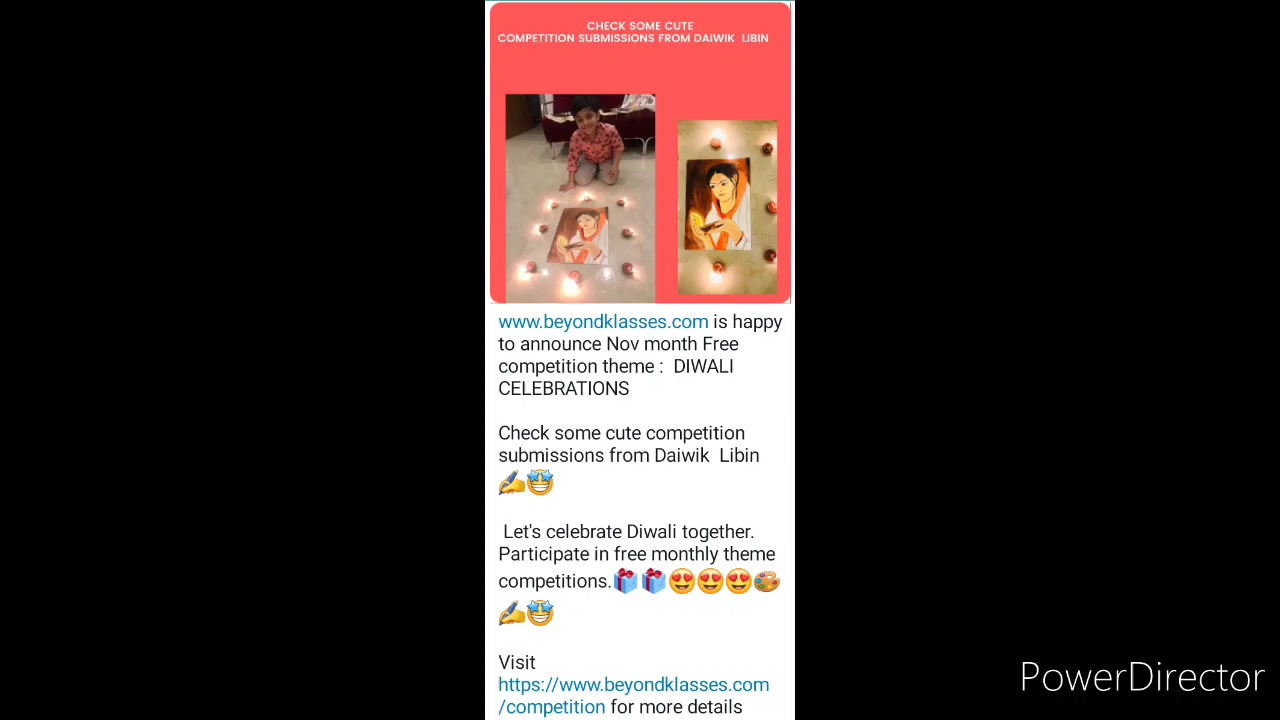 CHECK SOME CUTE
COMPETITION SUBMISSIONS FROM DAIWIK LIBIN
www.beyondklasses.com is happy
to announce Nov month Free
competition theme : DIWALI
CELEBRATIONS
Check some cute competition
submissions from Daiwik Libin
✍️🤩
Let's celebrate Diwali together.
Participate in free monthly theme
competitions.🎁🎁😍😍😍🎨
✍️🤩
Visit
https://www.beyondklasses.com
/competition for more details
PowerDirector